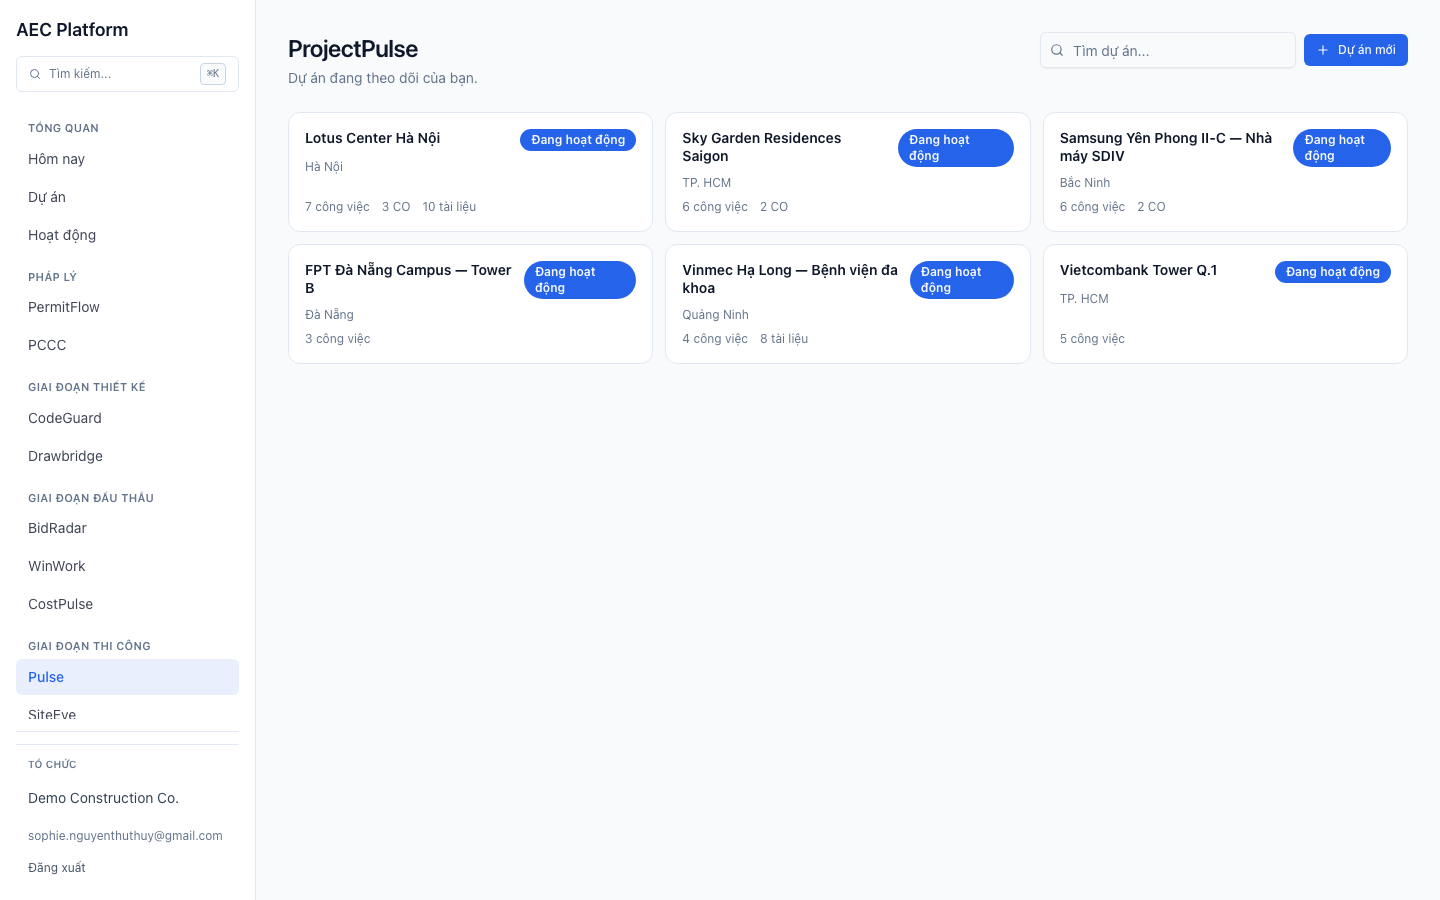 AEC Platform
Tìm kiếm...
⌘K
TỔNG QUAN
Hôm nay
Dự án
Hoạt động
PHÁP LÝ
PermitFlow
PCCC
GIAI ĐOẠN THIẾT KẾ
CodeGuard
Drawbridge
GIAI ĐOẠN ĐẤU THẦU
BidRadar
WinWork
CostPulse
GIAI ĐOẠN THI CÔNG
Pulse
SiteEye
TỔ CHỨC
Demo Construction Co.
sophie.nguyenthuthuy@gmail.com
Đăng xuất
ProjectPulse
Dự án đang theo dõi của bạn.
Tìm dự án...
Dự án mới
Lotus Center Hà Nội
Đang hoạt động
Hà Nội
7 công việc 3 CO 10 tài liệu
Sky Garden Residences
Saigon
Đang hoạt
động
TP. HCM
6 công việc 2 CO
Samsung Yên Phong II-C — Nhà
máy SDIV
Đang hoạt
động
Bắc Ninh
6 công việc 2 CO
FPT Đà Nẵng Campus — Tower
B
Đang hoạt
động
Đà Nẵng
3 công việc
Vinmec Hạ Long — Bệnh viện đa
khoa
Đang hoạt
động
Quảng Ninh
4 công việc 8 tài liệu
Vietcombank Tower Q.1
Đang hoạt động
TP. HCM
5 công việc